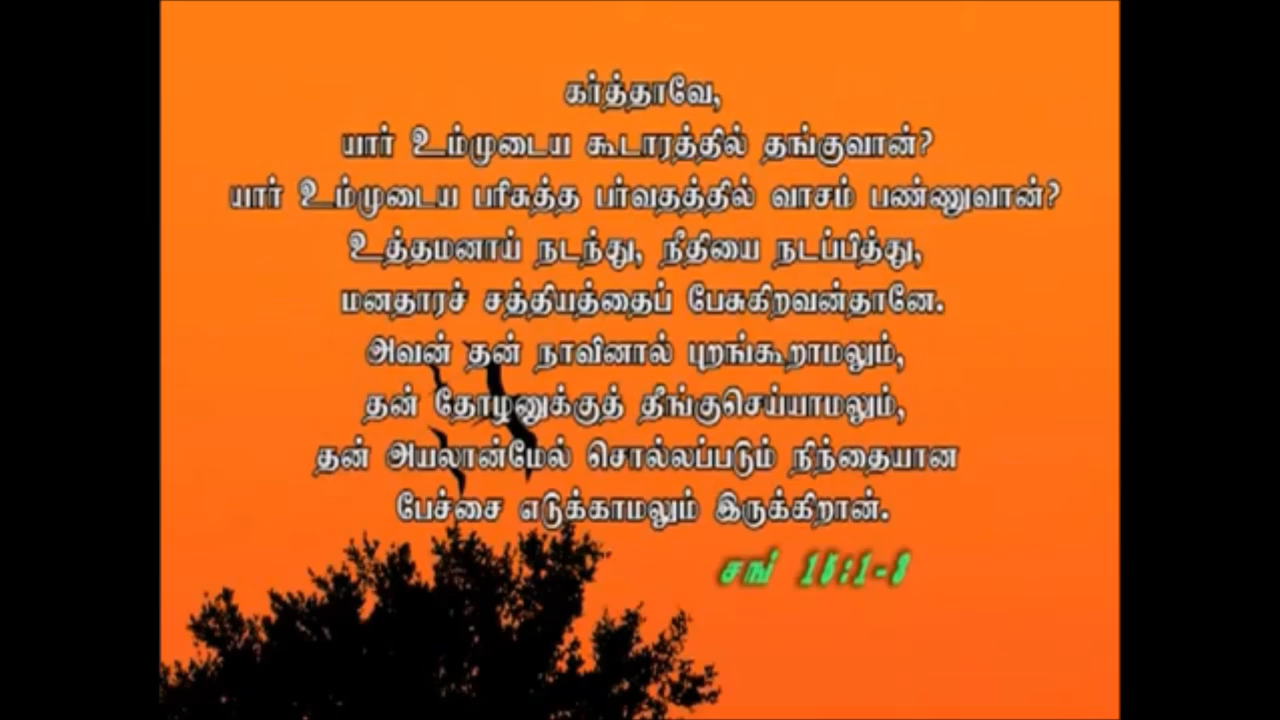 கர்த்தாவே,
யார் உம்முடைய கூடாரத்தில் தங்குவான்?
யார் உம்முடைய பரிசுத்த பர்வதத்தில் வாசம் பண்ணுவான்?
உத்தமனாய் நடந்து, நீதியை நடப்பித்து,
மனதாரச் சத்தியத்தைப் பேசுகிறவன்தானே.
அவன் தன் நாவினால் புறங்கூறாமலும்,
தன் தோழனுக்குத் தீங்குசெய்யாமலும்,
தன் அயலான்மேல் சொல்லப்படும் நிந்தையான
பேச்சை எடுக்காமலும் இருக்கிறான்.
சங் 15:1-3